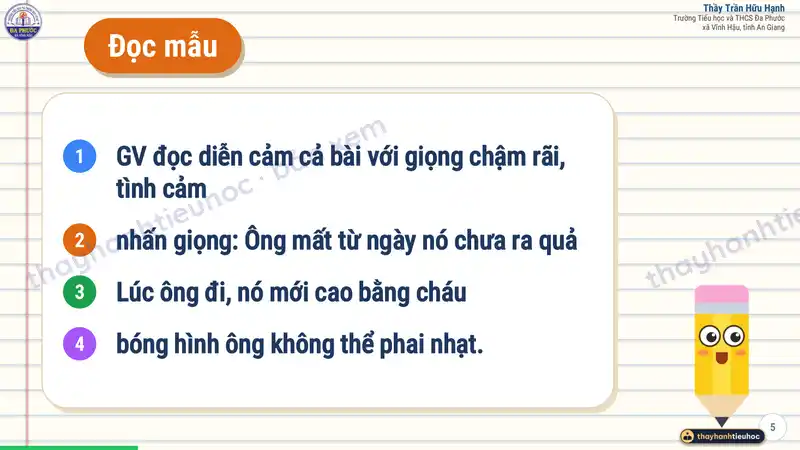 Thầy Trần Hữu Hạnh
Trường Tiểu học và THCS Đa Phước
xã Vĩnh Hậu, tỉnh An Giang
ĐA PHƯỚC
Đọc mẫu
1 GV đọc diễn cảm cả bài với giọng chậm rãi,
tình cảm
2 nhấn giọng: Ông mất từ ngày nó chưa ra quả
3 Lúc ông đi, nó mới cao bằng cháu
4 bóng hình ông không thể phai nhạt.
thayhanhtieuhoc
5